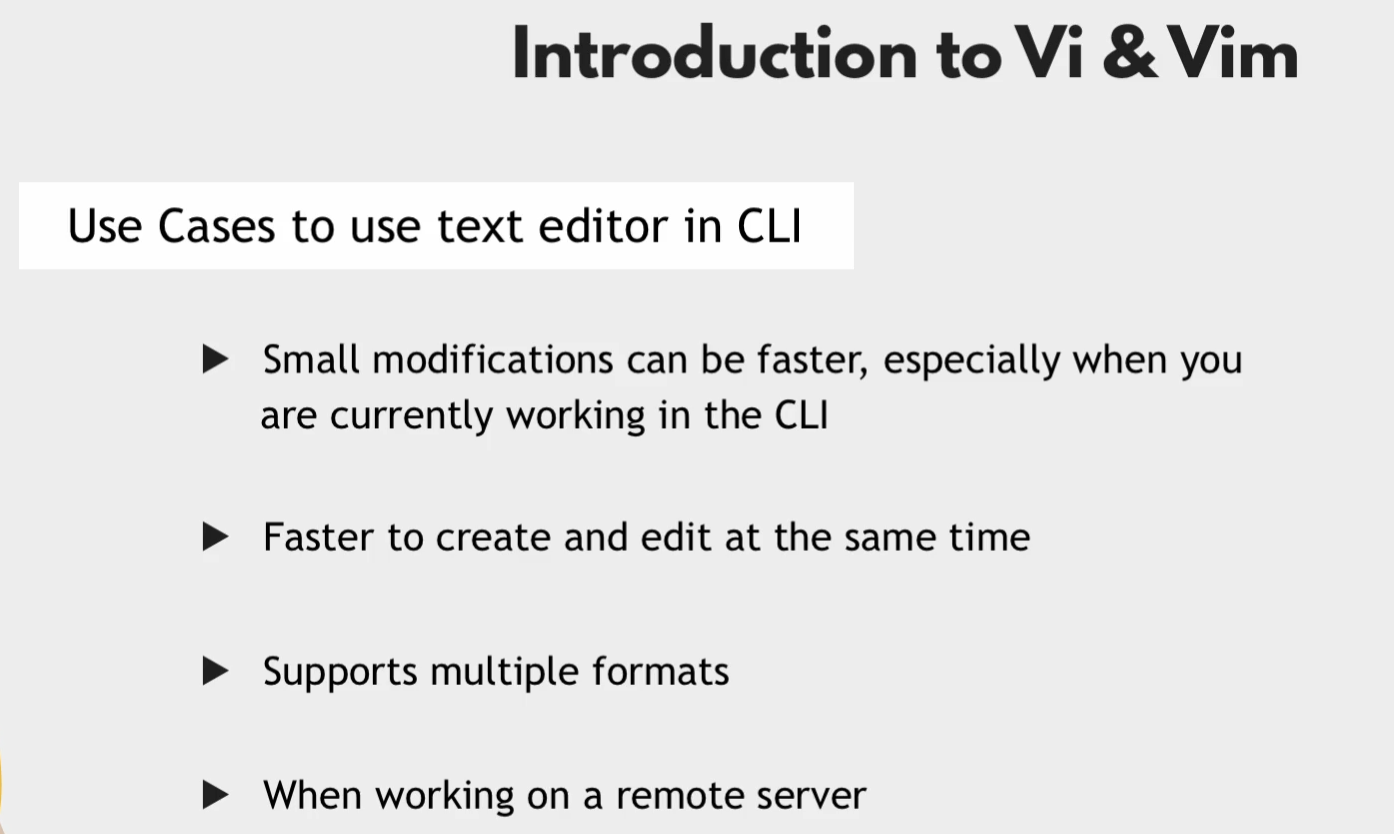 Introduction to Vi & Vim
Use Cases to use text editor in CLI
Small modifications can be faster, especially when you
are currently working in the CLI
Faster to create and edit at the same time
Supports multiple formats
When working on a remote server